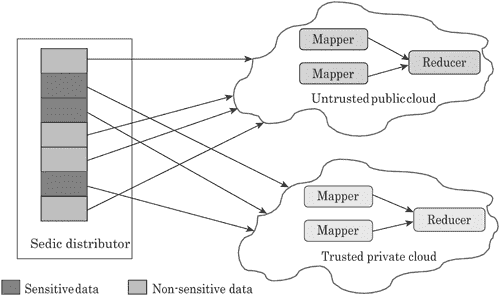 Mapper
Mapper
Reducer
Untrusted public cloud
Mapper
Mapper
Reducer
Trusted private cloud
Sedic distributor
Sensitive data
Non-sensitive data